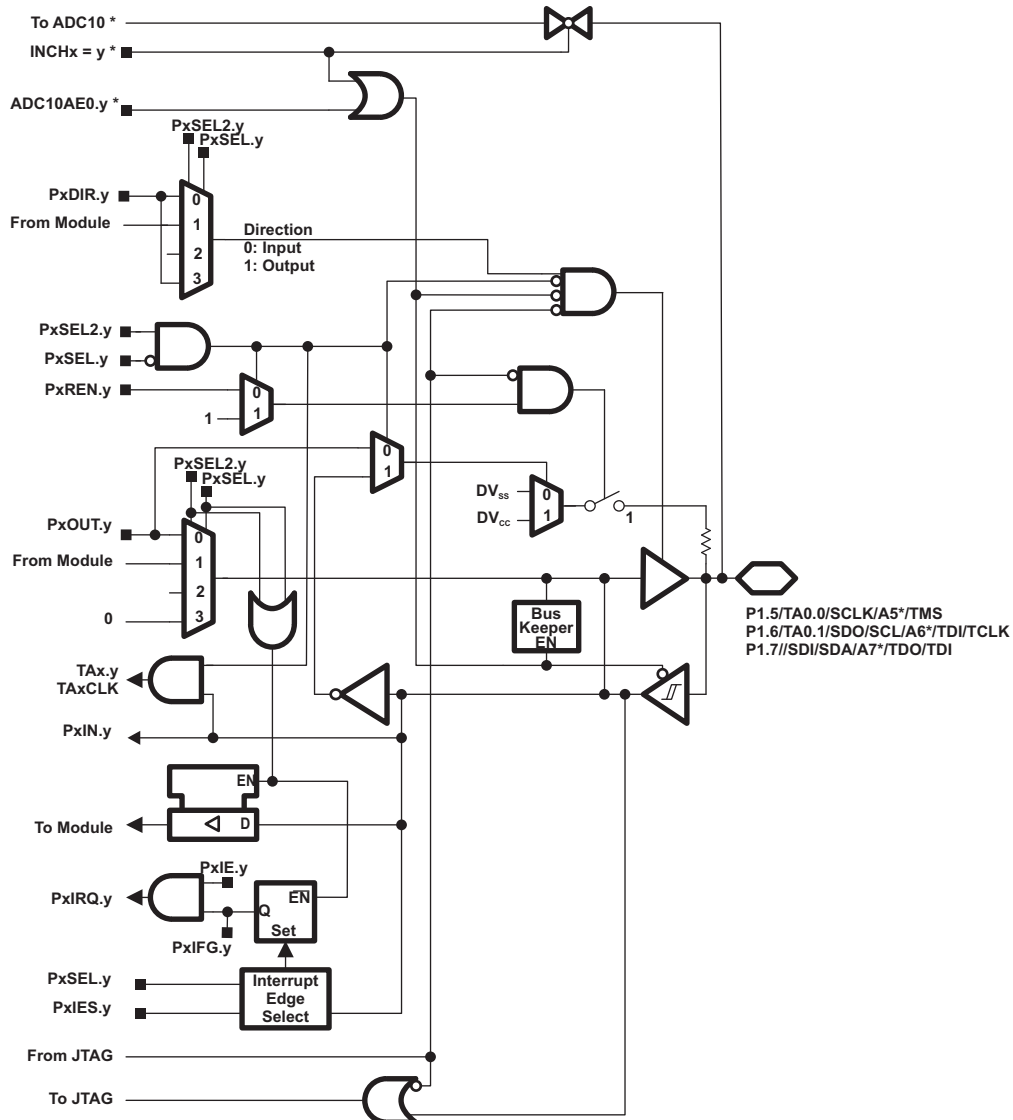 To ADC10 *
INCHx = y *
ADC10AE0.y *
PxSEL2.y
PxSEL.y
PxDIR.y
0
From Module
1
2
3
Direction
0: Input
1: Output
PxSEL2.y
PxSEL.y
PxREN.y
0
1
1
0
1
PxSEL2.y
PxSEL.y
DVSS
0
DVCC
1
1
PxOUT.y
0
From Module
1
2
0
3
Bus
Keeper
EN
P1.5/TA0.0/SCLK/A5*/TMS
P1.6/TA0.1/SDO/SCL/A6*/TDI/TCLK
P1.7//SDI/SDA/A7*/TDO/TDI
TAx.y
TAxCLK
PxIN.y
EN
To Module
D
PxIE.y
PxIRQ.y
EN
Q
Set
PxIFG.y
PxSEL.y
PxIES.y
Interrupt
Edge
Select
From JTAG
To JTAG